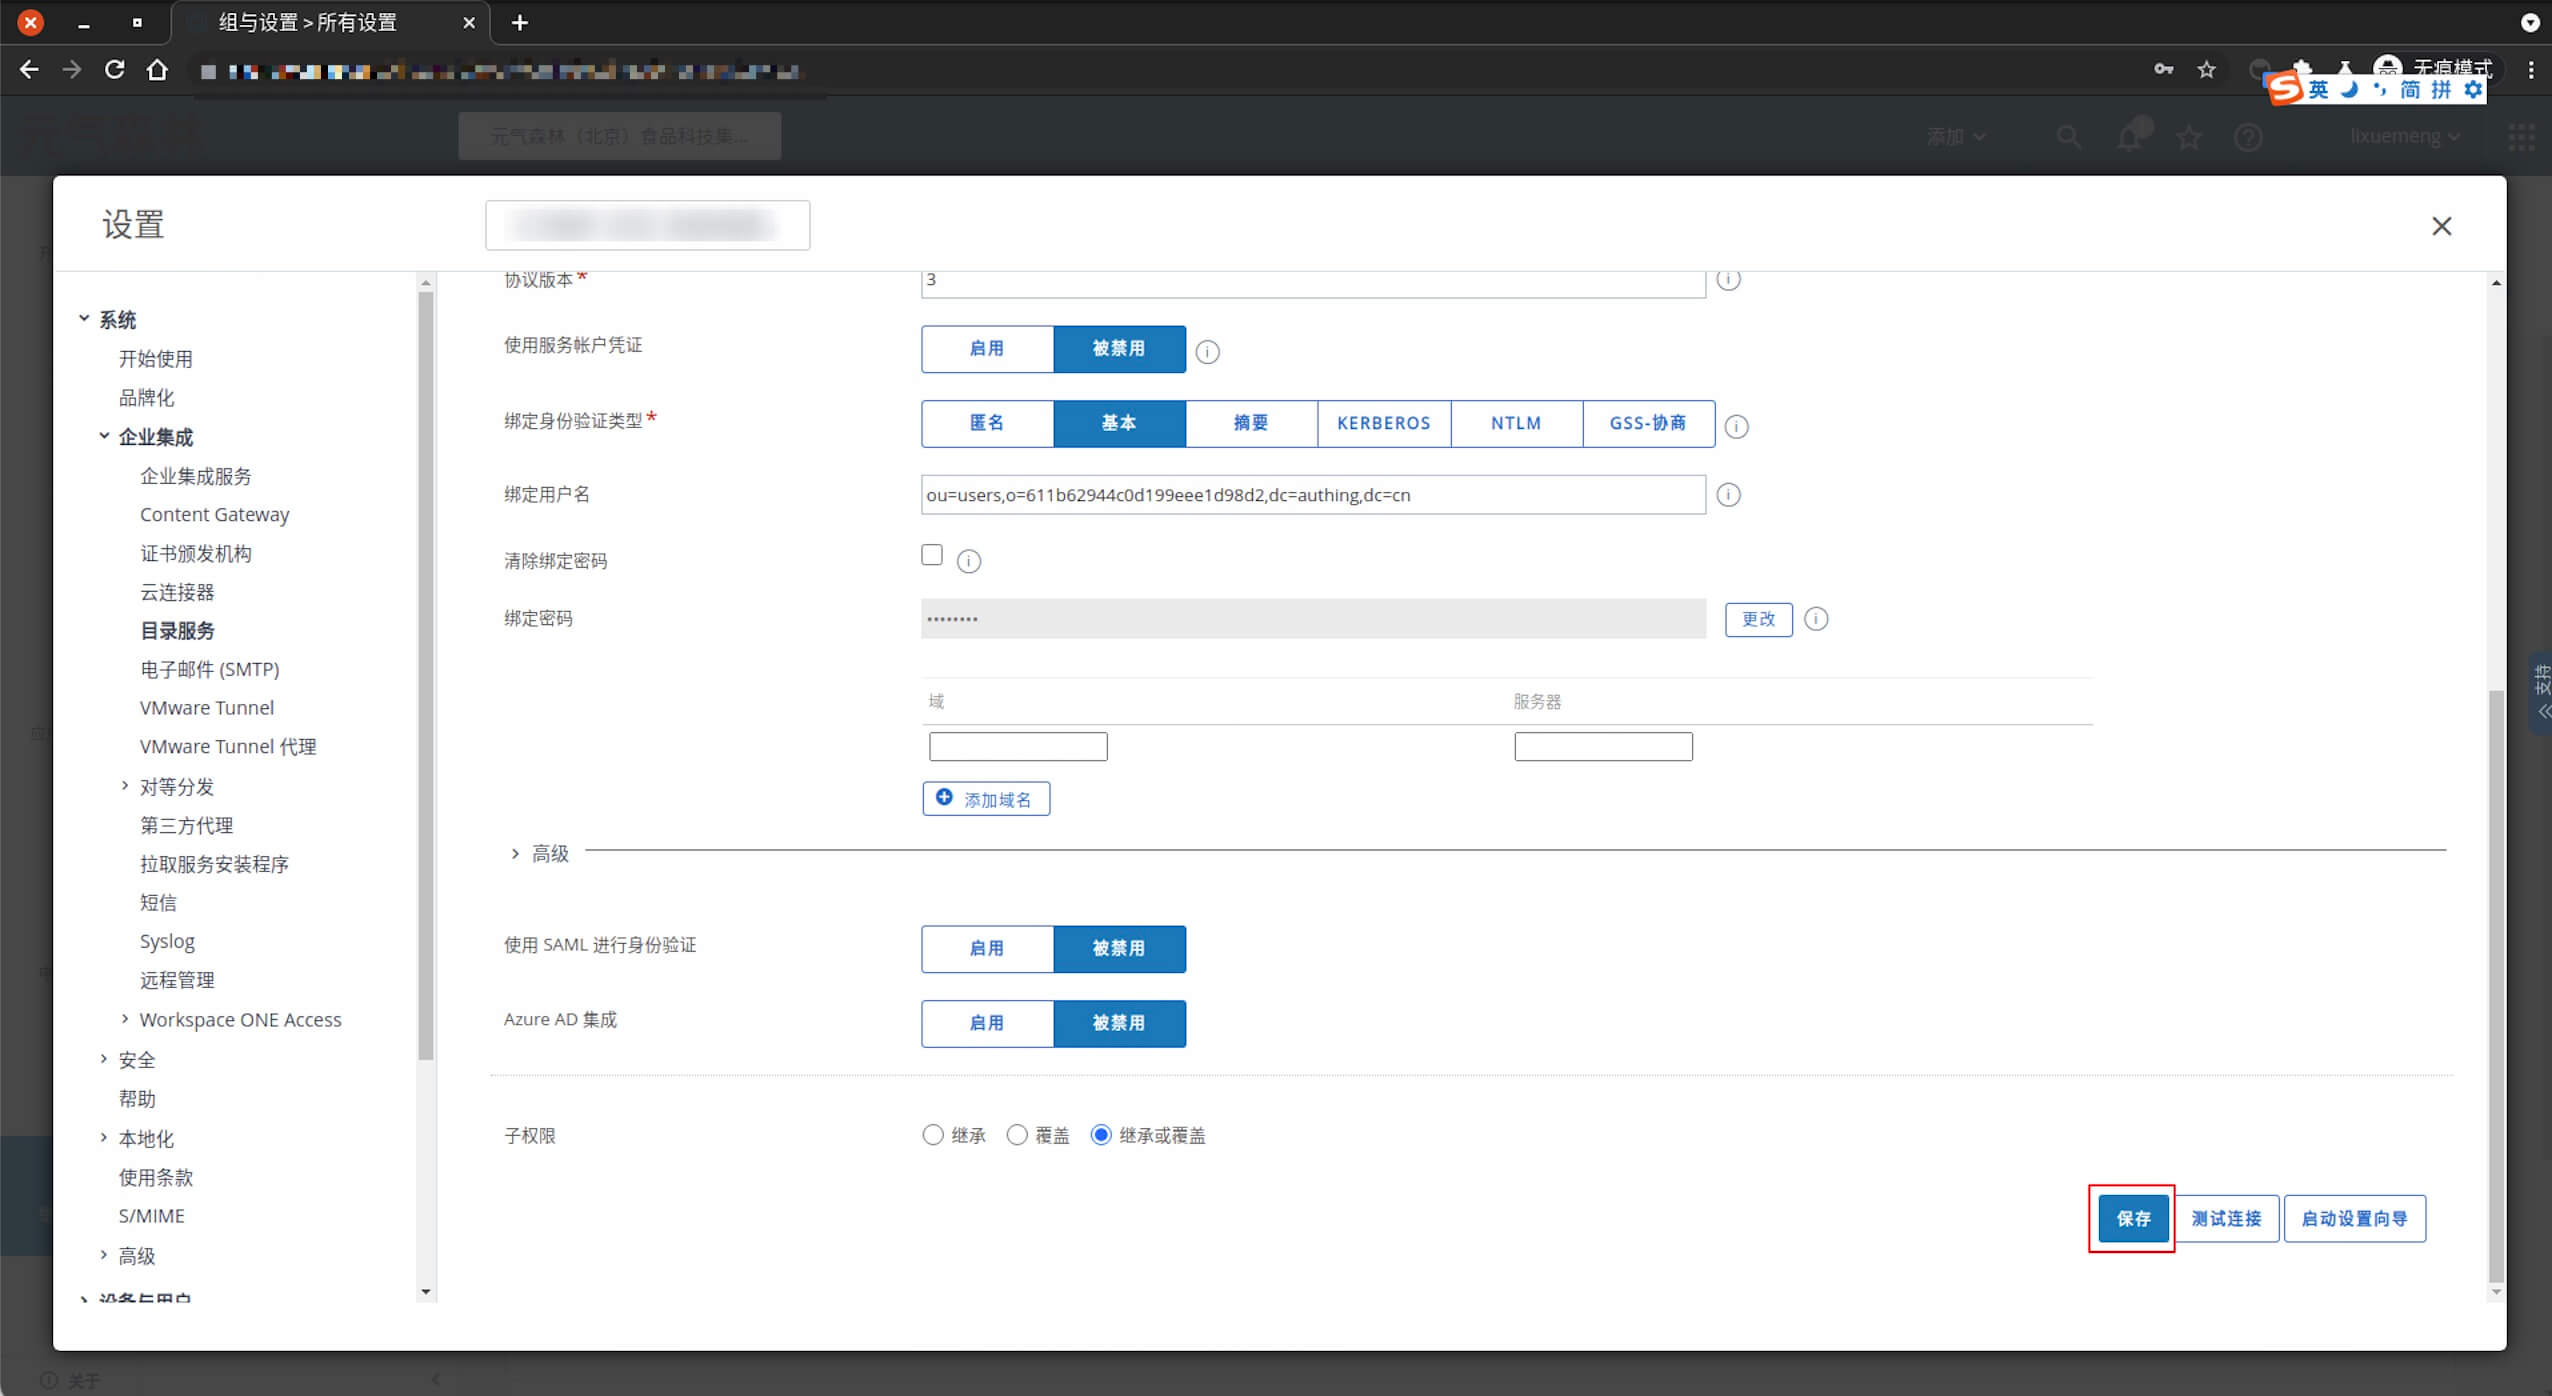 组与设置 > 所有设置
无痕模式
英 简 拼
元气森林
元气森林（北京）食品科技集...
添加
lixuemeng
设置
系统
开始使用
品牌化
企业集成
企业集成服务
Content Gateway
证书颁发机构
云连接器
目录服务
电子邮件 (SMTP)
VMware Tunnel
VMware Tunnel 代理
对等分发
第三方代理
拉取服务安装程序
短信
Syslog
远程管理
Workspace ONE Access
安全
帮助
本地化
使用条款
S/MIME
高级
设备与用户
协议版本*
3
使用服务帐户凭证
启用 被禁用
绑定身份验证类型*
匿名 基本 摘要 KERBEROS NTLM GSS-协商
绑定用户名
ou=users,o=611b62944c0d199eee1d98d2,dc=authing,dc=cn
清除绑定密码
绑定密码
••••••••
更改
域 服务器
添加域名
高级
使用 SAML 进行身份验证
启用 被禁用
Azure AD 集成
启用 被禁用
子权限
继承 覆盖 继承或覆盖
保存 测试连接 启动设置向导
支持
关于